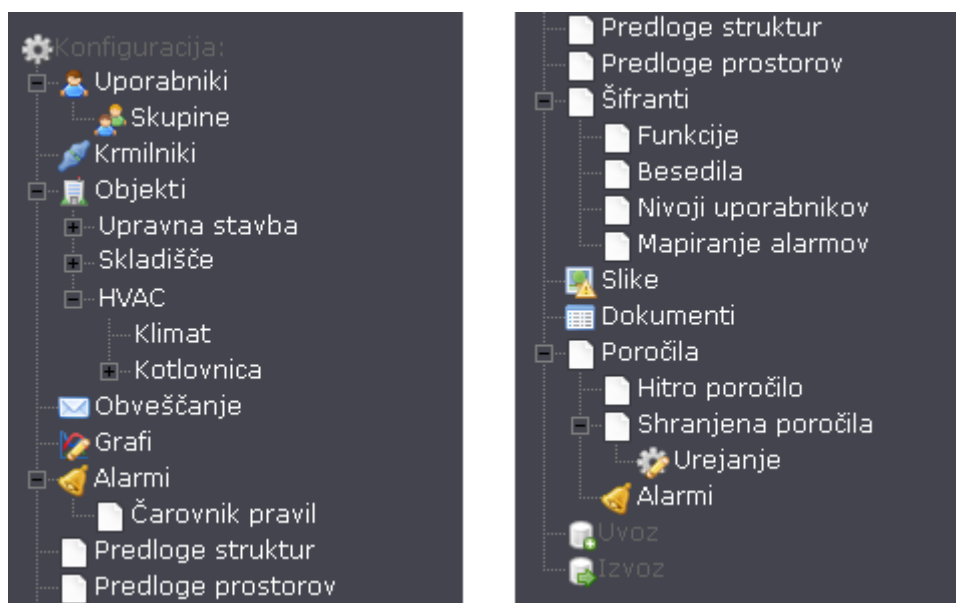 Konfiguracija:
Uporabniki
Skupine
Krmilniki
Objekti
Upravna stavba
Skladišče
HVAC
Klimat
Kotlovnica
Obveščanje
Grafi
Alarmi
Čarovnik pravil
Predloge struktur
Predloge prostorov
Predloge struktur
Predloge prostorov
Šifranti
Funkcije
Besedila
Nivoji uporabnikov
Mapiranje alarmov
Slike
Dokumenti
Poročila
Hitro poročilo
Shranjena poročila
Urejanje
Alarmi
Uvoz
Izvoz